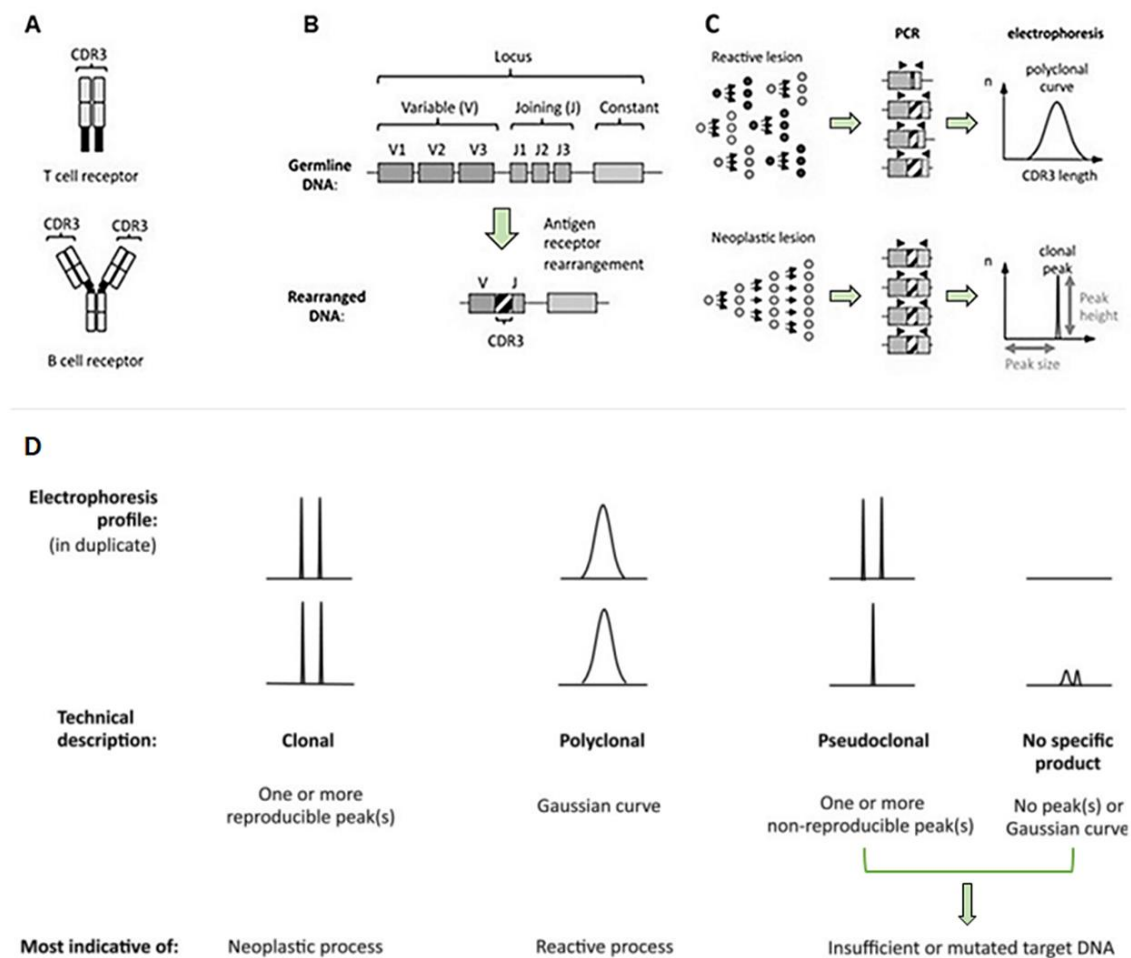 A
CDR3
T cell receptor
CDR3 CDR3
B cell receptor
B
Locus
Variable (V) Joining (J) Constant
V1 V2 V3 J1 J2 J3
Germline
DNA:
Antigen
receptor
rearrangement
V J
Rearranged
DNA:
CDR3
C
PCR electrophoresis
Reactive lesion
n
polyclonal
curve
CDR3 length
Neoplastic lesion
n
clonal
peak
Peak
height
Peak size
D
Electrophoresis
profile:
(in duplicate)
Technical
description:
Clonal Polyclonal Pseudoclonal No specific
product
One or more
reproducible peak(s)
Gaussian curve
One or more
non-reproducible peak(s)
No peak(s) or
Gaussian curve
Most indicative of: Neoplastic process Reactive process Insufficient or mutated target DNA